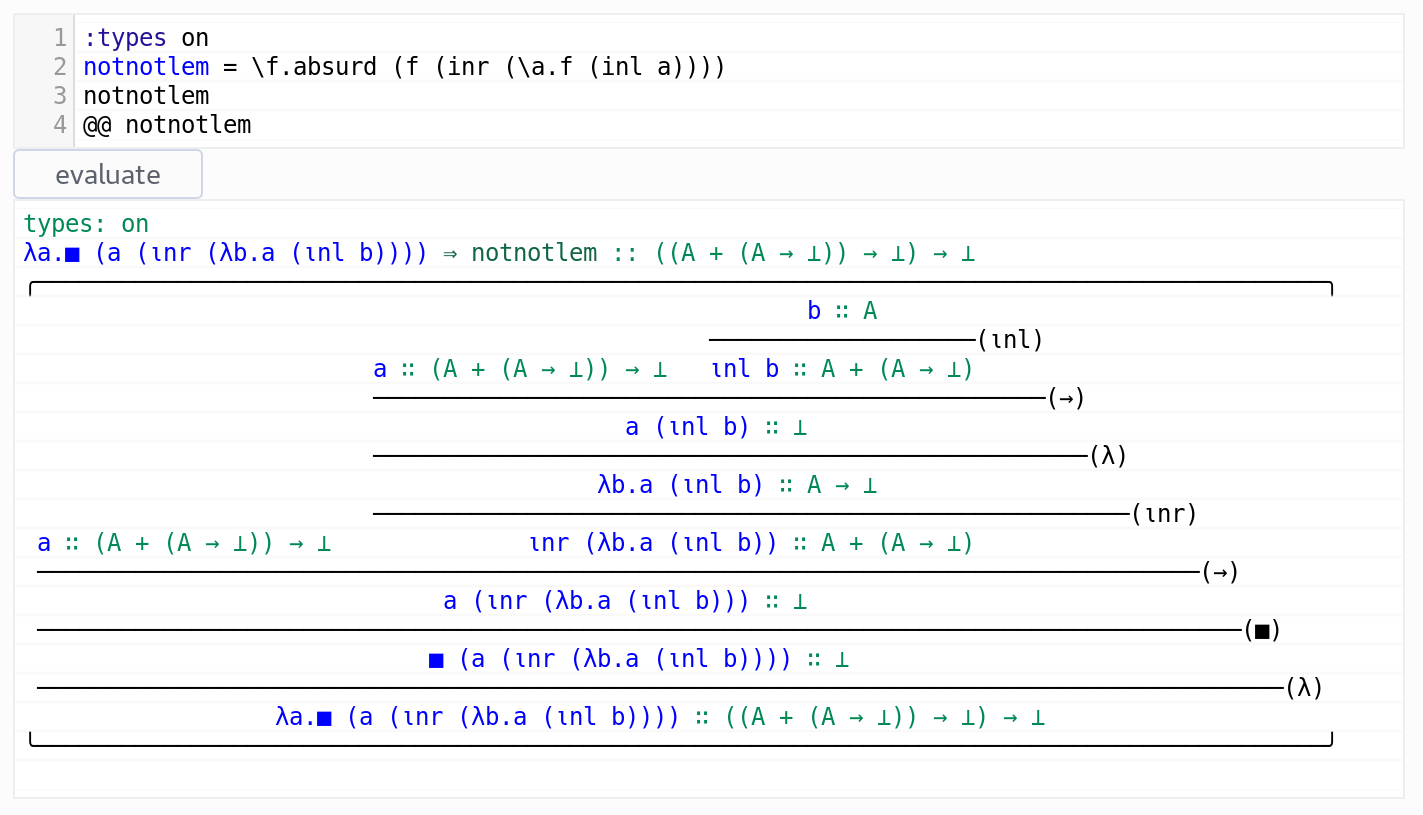 1 :types on
2 notnotlem = \f.absurd (f (inr (\a.f (inl a))))
3 notnotlem
4 @@ notnotlem
evaluate
types: on
λa.■ (a (ιnr (λb.a (ιnl b)))) ⇒ notnotlem :: ((A + (A → ⊥)) → ⊥) → ⊥
b ∷ A
(ιnl)
a ∷ (A + (A → ⊥)) → ⊥ ιnl b ∷ A + (A → ⊥)
(→)
a (ιnl b) ∷ ⊥
(λ)
λb.a (ιnl b) ∷ A → ⊥
(ιnr)
a ∷ (A + (A → ⊥)) → ⊥ ιnr (λb.a (ιnl b)) ∷ A + (A → ⊥)
(→)
a (ιnr (λb.a (ιnl b))) ∷ ⊥
(■)
■ (a (ιnr (λb.a (ιnl b)))) ∷ ⊥
(λ)
λa.■ (a (ιnr (λb.a (ιnl b)))) ∷ ((A + (A → ⊥)) → ⊥) → ⊥